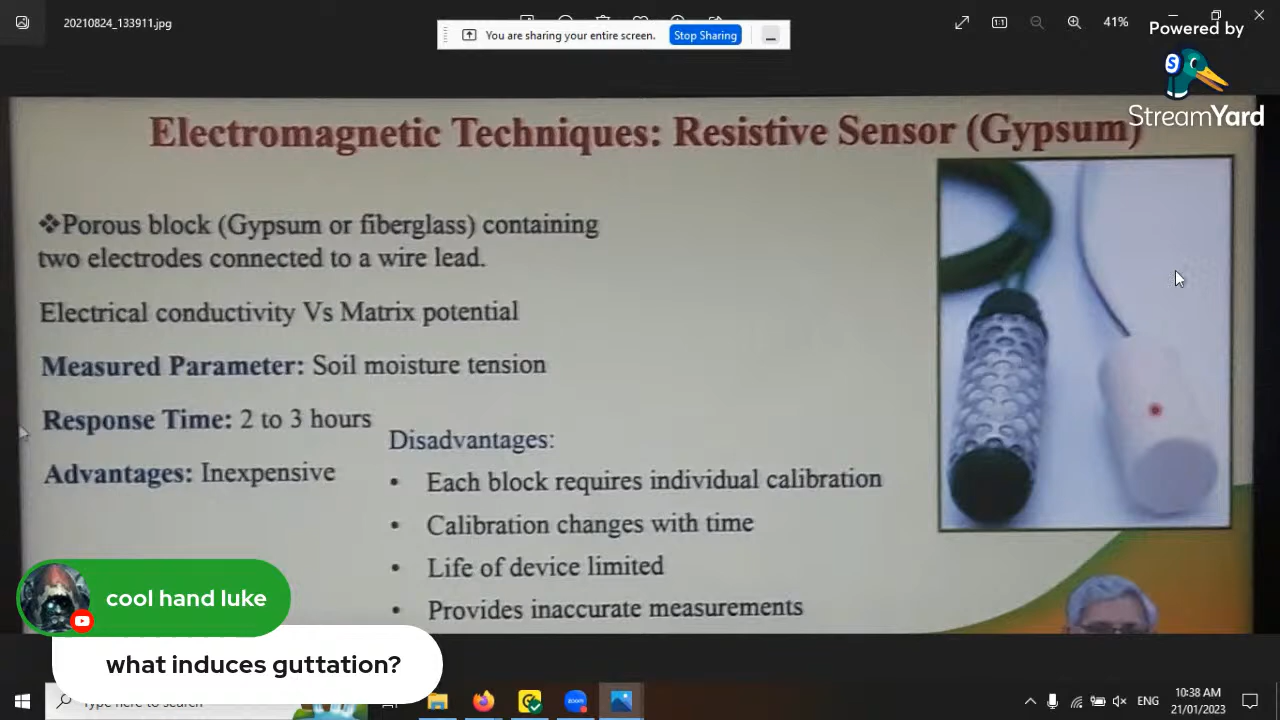 20210824_133911.jpg
You are sharing your entire screen.
Stop Sharing
41%
Powered by
StreamYard
Electromagnetic Techniques: Resistive Sensor (Gypsum)
❖Porous block (Gypsum or fiberglass) containing
two electrodes connected to a wire lead.
Electrical conductivity Vs Matrix potential
Measured Parameter: Soil moisture tension
Response Time: 2 to 3 hours
Advantages: Inexpensive
Disadvantages:
• Each block requires individual calibration
• Calibration changes with time
• Life of device limited
• Provides inaccurate measurements
cool hand luke
what induces guttation?
Type here to search
zoom
ENG
10:38 AM
21/01/2023